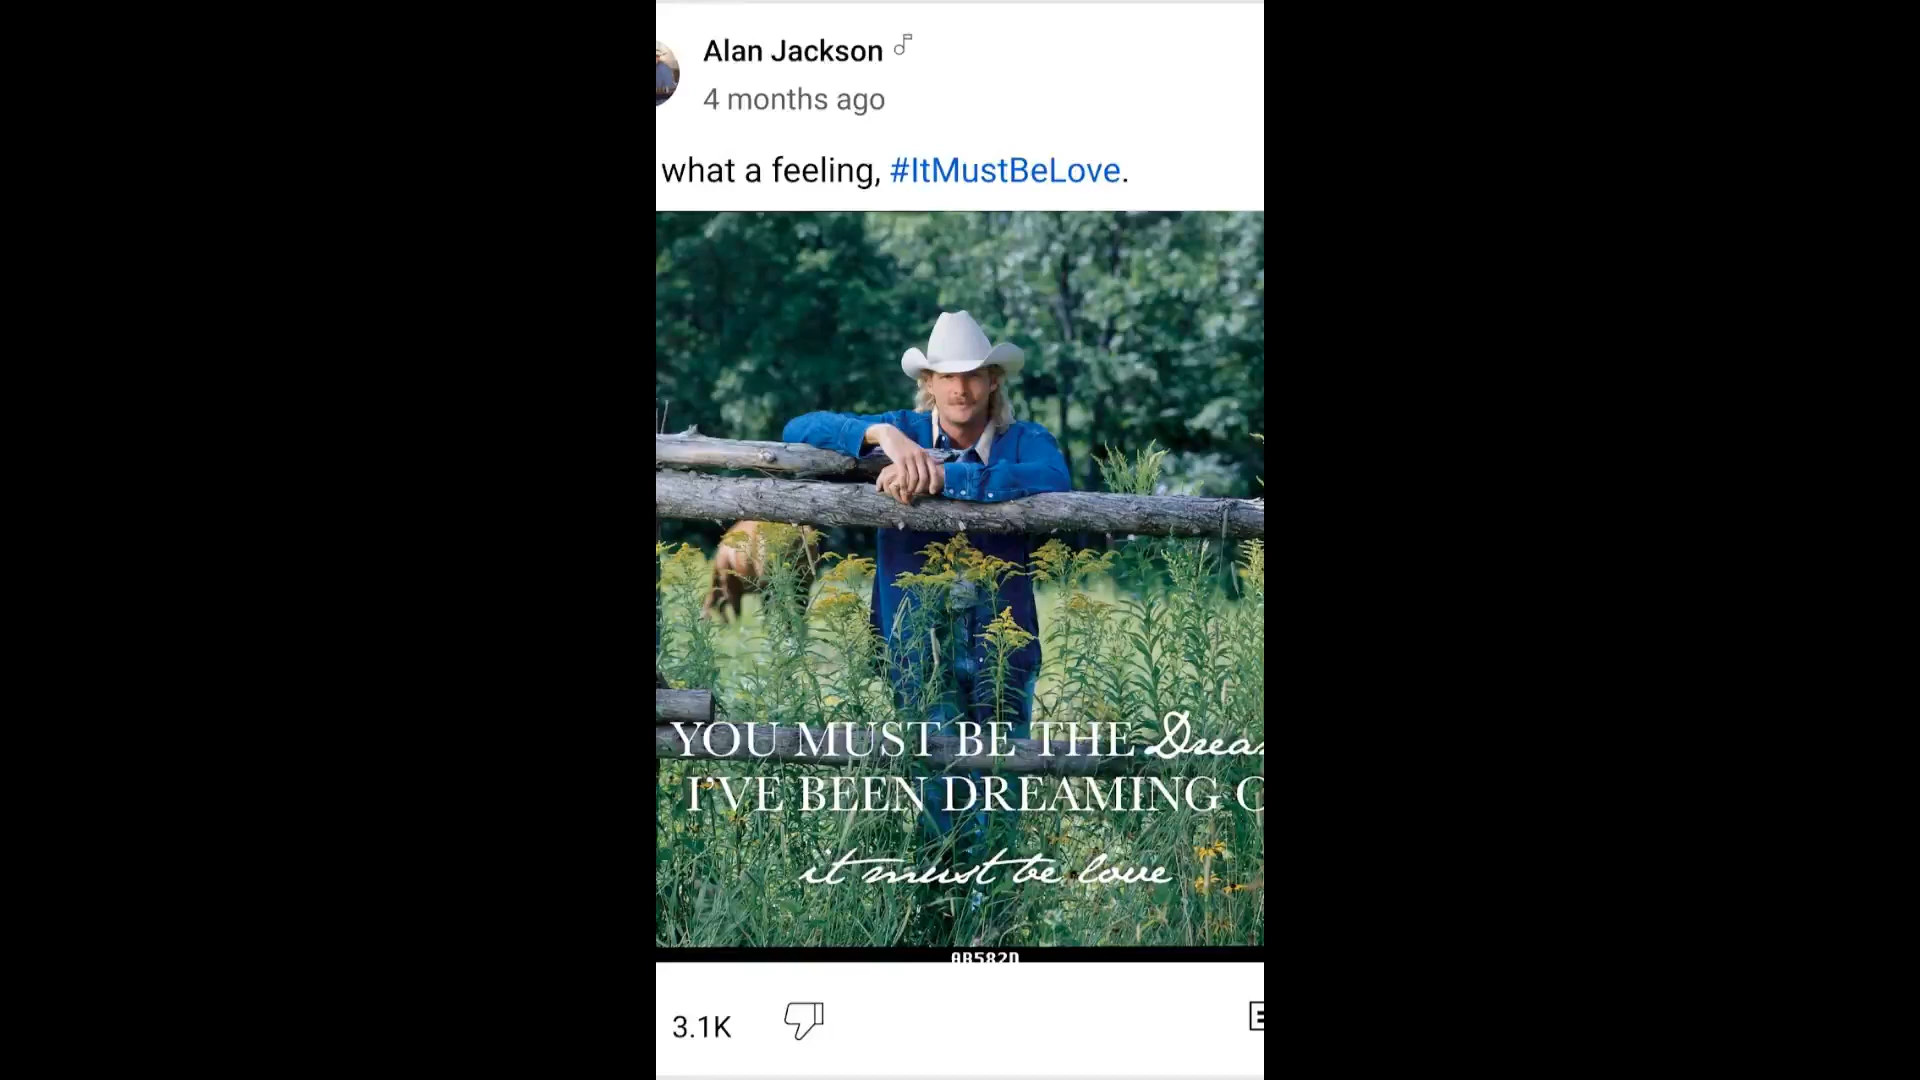 Alan Jackson
4 months ago
what a feeling, #ItMustBeLove.
YOU MUST BE THE
I'VE BEEN DREAMING
it must be love
AB582D
3.1K